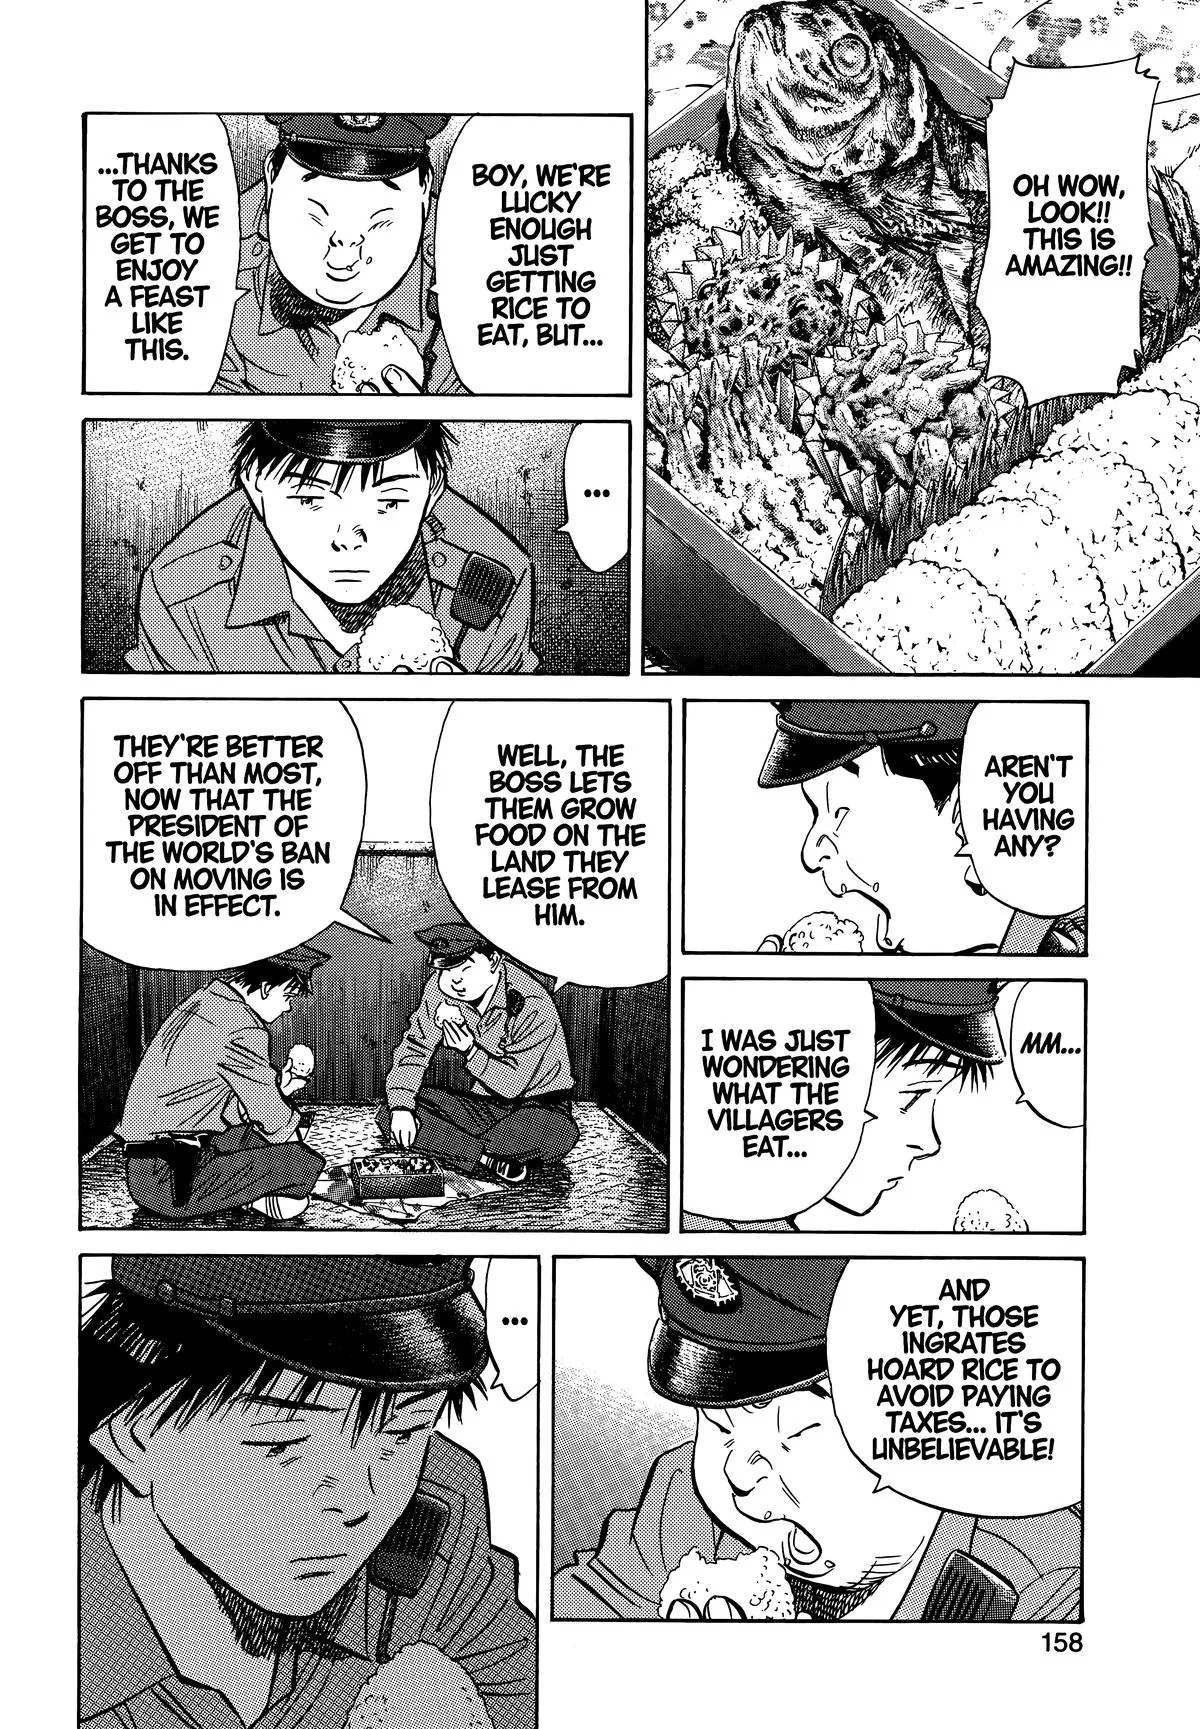 OH WOW,
LOOK!!
THIS IS
AMAZING!!
BOY, WE'RE
LUCKY
ENOUGH
JUST
GETTING
RICE TO
EAT, BUT...
...THANKS
TO THE
BOSS, WE
GET TO
ENJOY
A FEAST
LIKE
THIS.
...
AREN'T
YOU
HAVING
ANY?
MM...
I WAS JUST
WONDERING
WHAT THE
VILLAGERS
EAT...
WELL, THE
BOSS LETS
THEM GROW
FOOD ON THE
LAND THEY
LEASE FROM
HIM.
THEY'RE BETTER
OFF THAN MOST,
NOW THAT THE
PRESIDENT OF
THE WORLD'S BAN
ON MOVING IS
IN EFFECT.
AND
YET, THOSE
INGRATES
HOARD RICE TO
AVOID PAYING
TAXES... IT'S
UNBELIEVABLE!
...
158